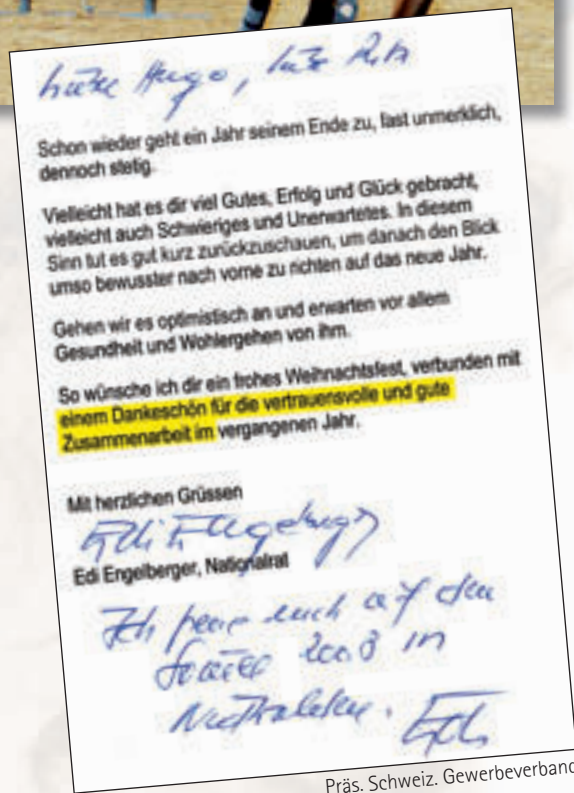 Hugo,
Schon wieder geht ein Jahr seinem Ende zu, fast unmerklich,
dennoch stetig.
Vielleicht hat es dir viel Gutes, Erfolg und Glück gebracht,
vielleicht auch Schwieriges und Unerwartetes. In diesem
Sinn tut es gut kurz zurückzuschauen, um danach den Blick
umso bewusster nach vorne zu richten auf das neue Jahr.
Gehen wir es optimistisch an und erwarten vor allem
Gesundheit und Wohlergehen von ihm.
So wünsche ich dir ein frohes Weihnachtsfest, verbunden mit
einem Dankeschön für die vertrauensvolle und gute
Zusammenarbeit im vergangenen Jahr.
Mit herzlichen Grüssen
Edi Engelberger
Edi Engelberger, Nationalrat
Ich auf den
2008 in
Edi
Präs. Schweiz. Gewerbeverband